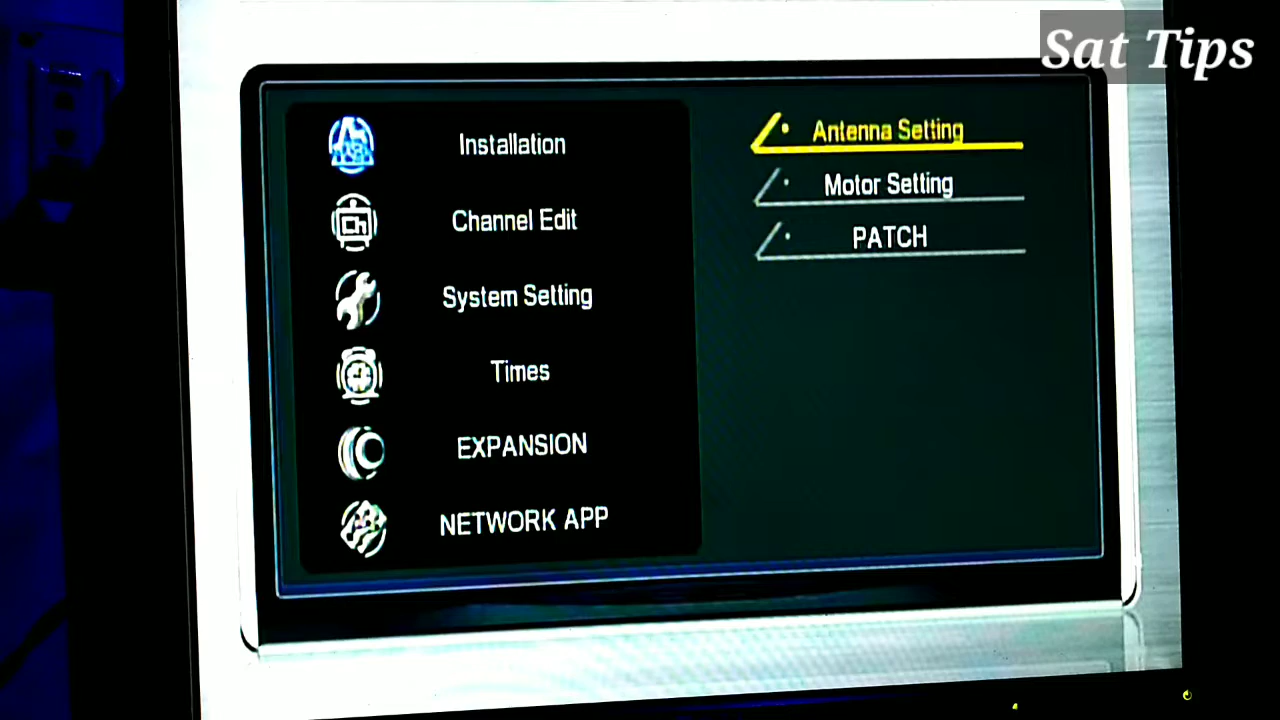 Sat Tips
Installation
Channel Edit
System Setting
Times
EXPANSION
NETWORK APP
Antenna Setting
Motor Setting
PATCH